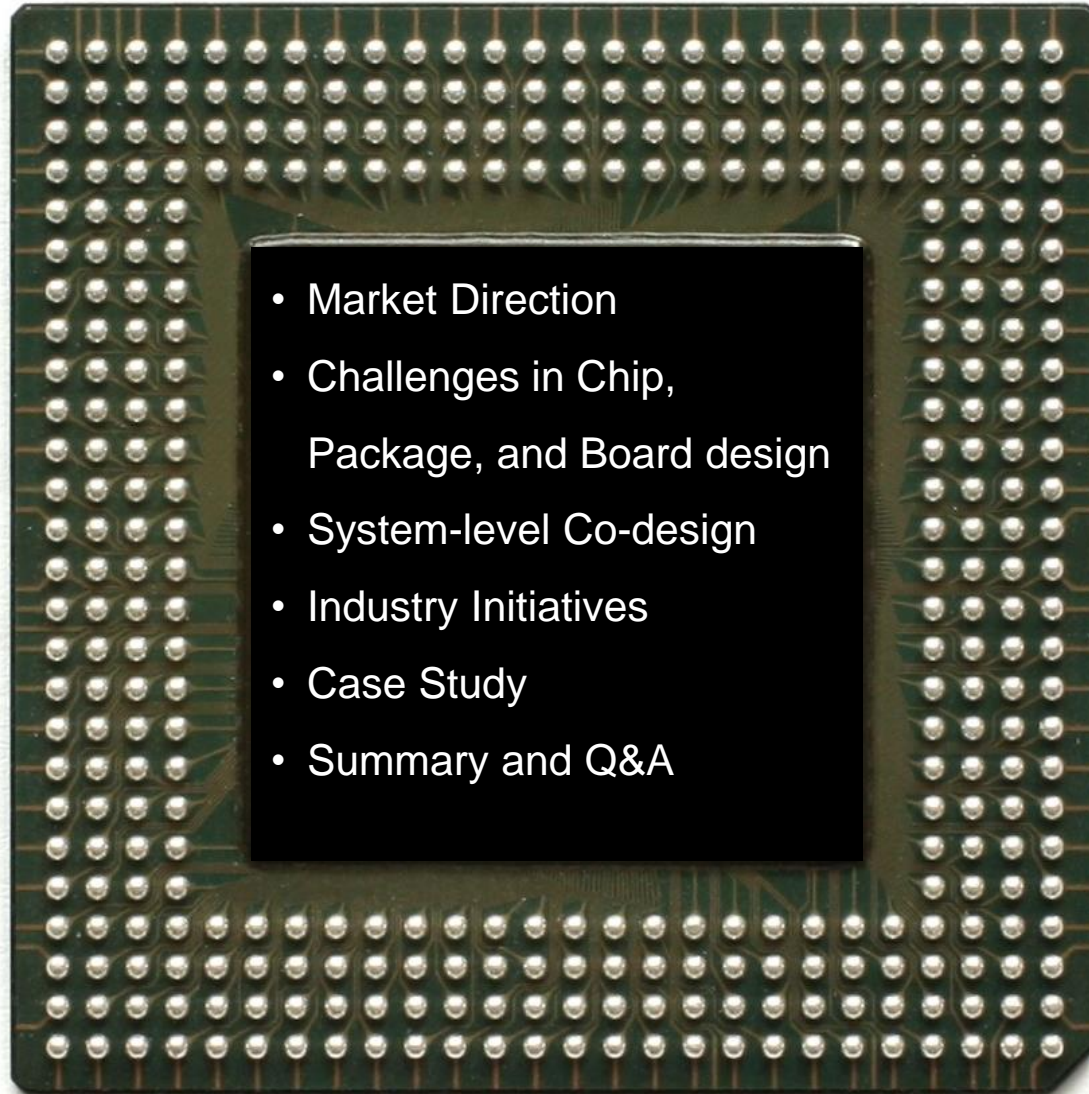 • Market Direction
• Challenges in Chip,
Package, and Board design
• System-level Co-design
• Industry Initiatives
• Case Study
• Summary and Q&A